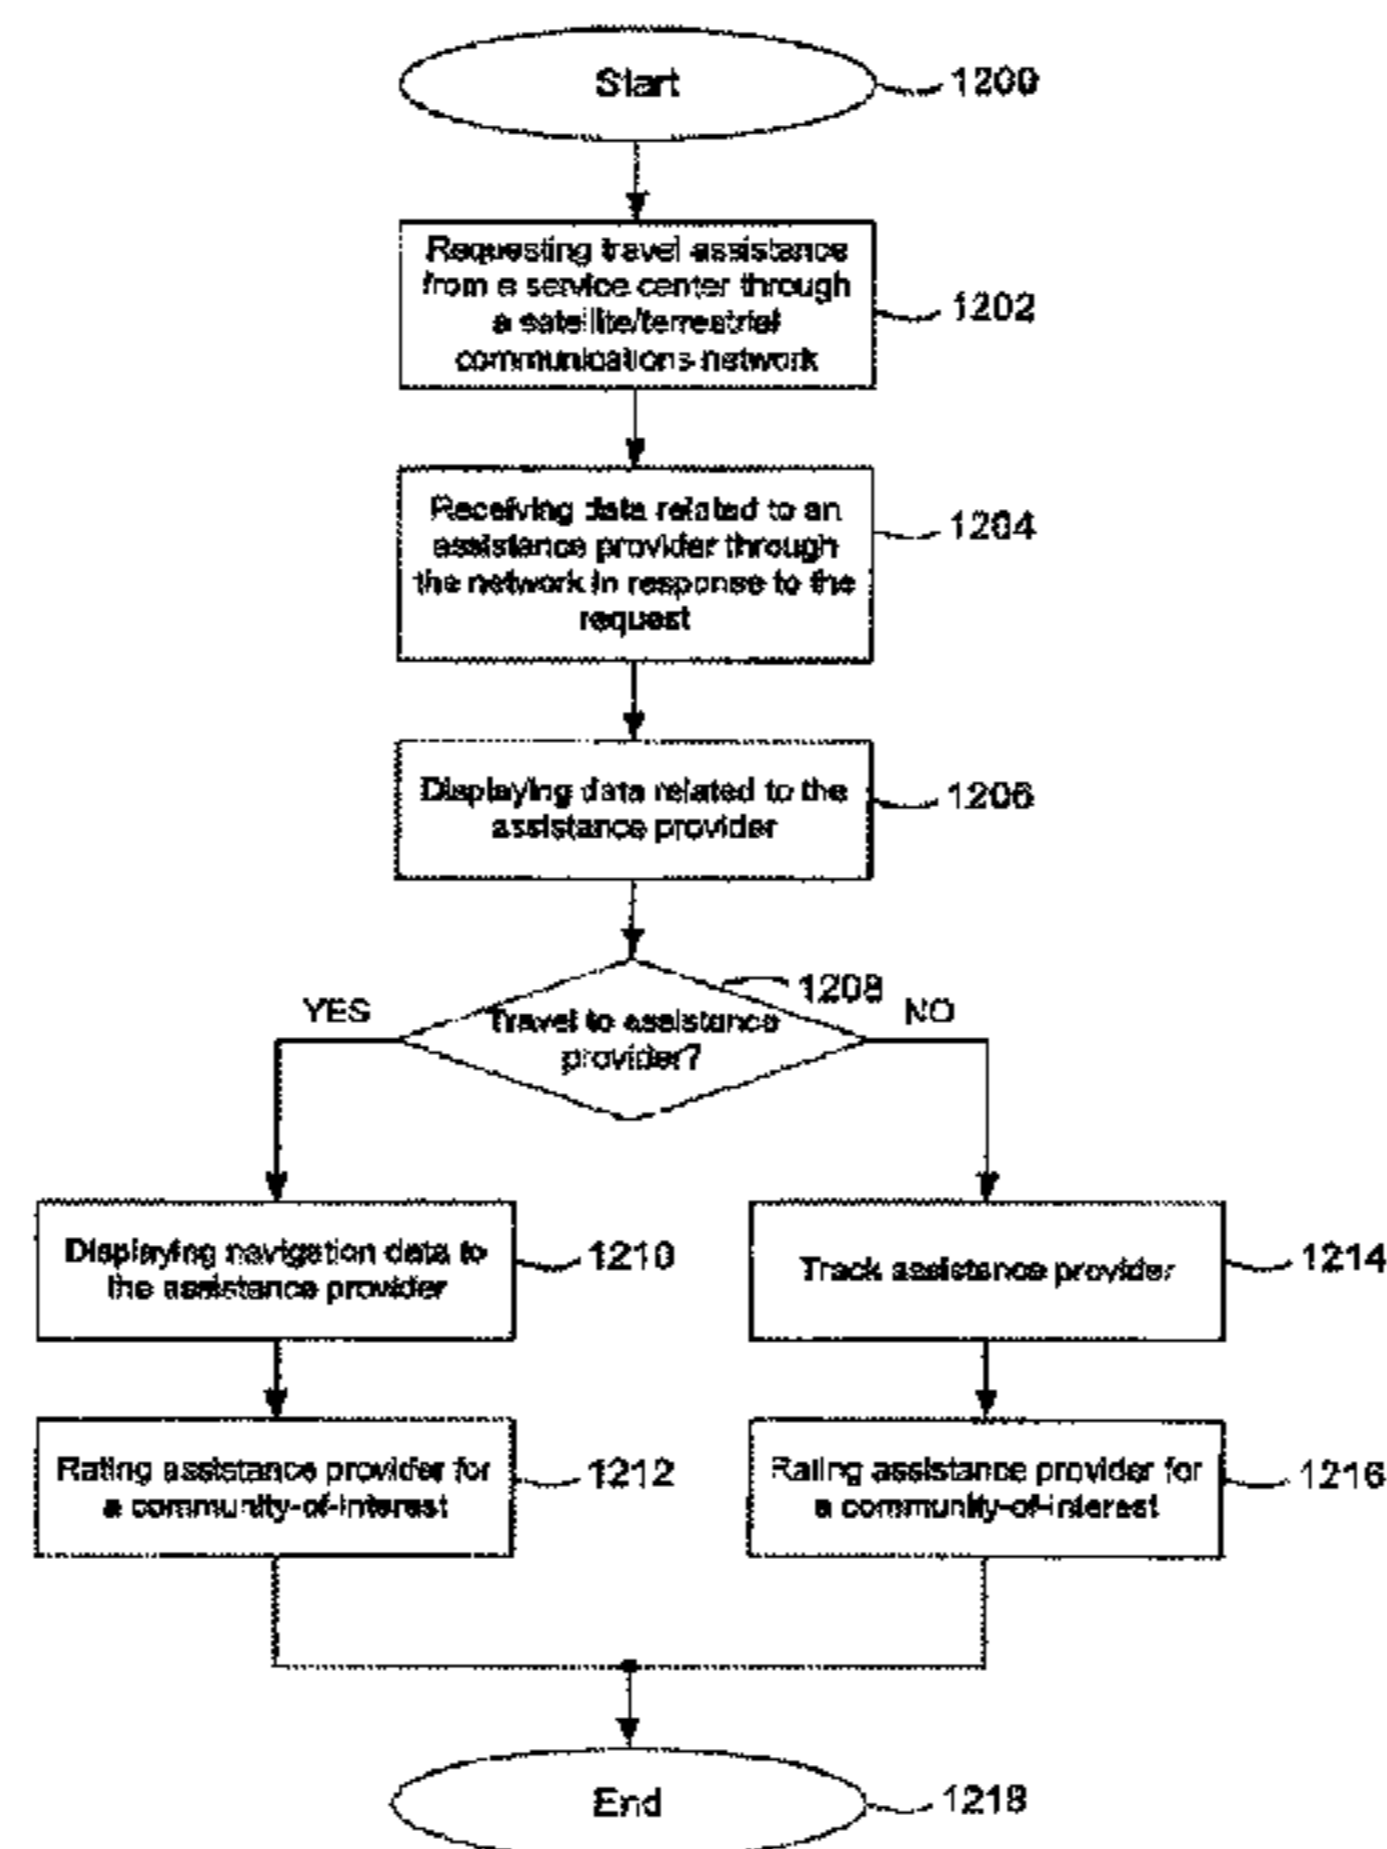 Start
1200
Requesting travel assistance
from a service center through
a satellite/terrestrial
communications network
1202
Receiving data related to an
assistance provider through
the network in response to the
request
1204
Displaying data related to the
assistance provider
1206
1208
YES
NO
Travel to assistance
provider?
Displaying navigation data to
the assistance provider
1210
Track assistance provider
1214
Rating assistance provider for
a community-of-interest
1212
Rating assistance provider for
a community-of-interest
1216
End
1218